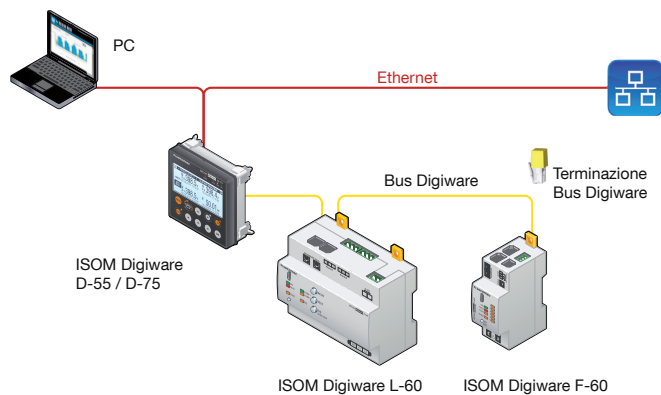 PC
Ethernet
Terminazione
Bus Digiware
Bus Digiware
ISOM Digiware
D-55 / D-75
ISOM Digiware L-60
ISOM Digiware F-60